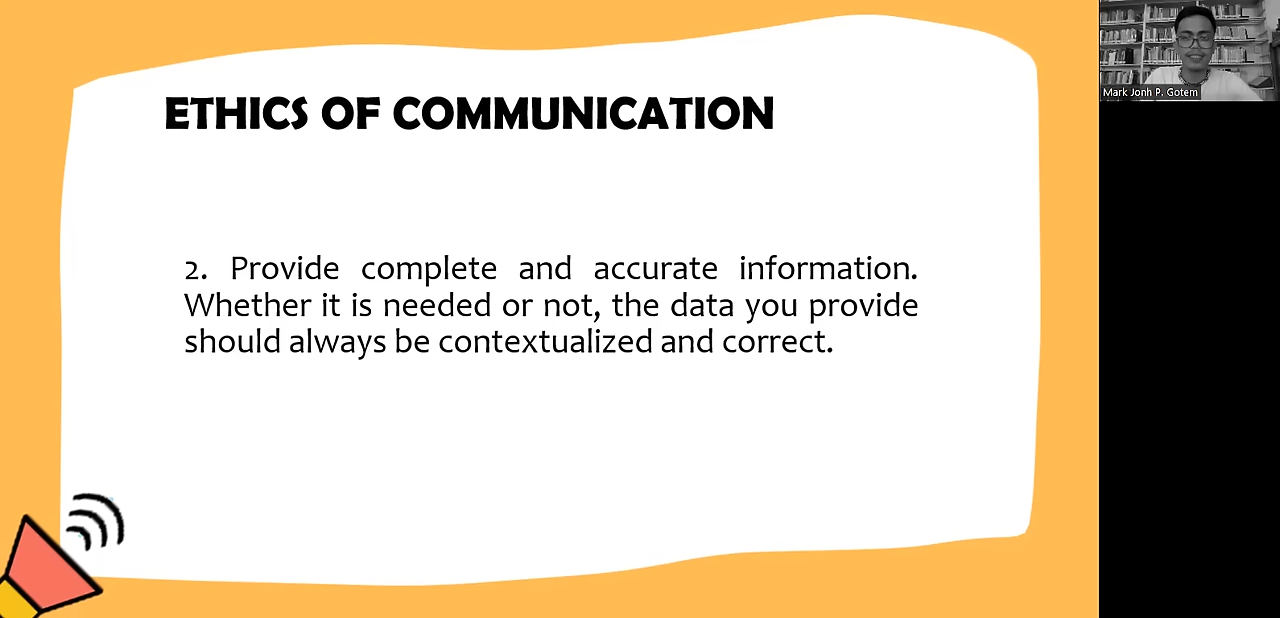 ETHICS OF COMMUNICATION
2. Provide complete and accurate information.
Whether it is needed or not, the data you provide
should always be contextualized and correct.
Mark Jonh P. Gotem